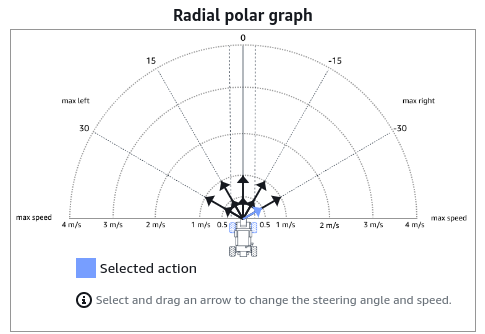 Radial polar graph
0
15
-15
max left
max right
30
-30
max speed
max speed
4 m/s 3 m/s 2 m/s 1 m/s 0.5 0.5 1 m/s 2 m/s 3 m/s 4 m/s
Selected action
Select and drag an arrow to change the steering angle and speed.